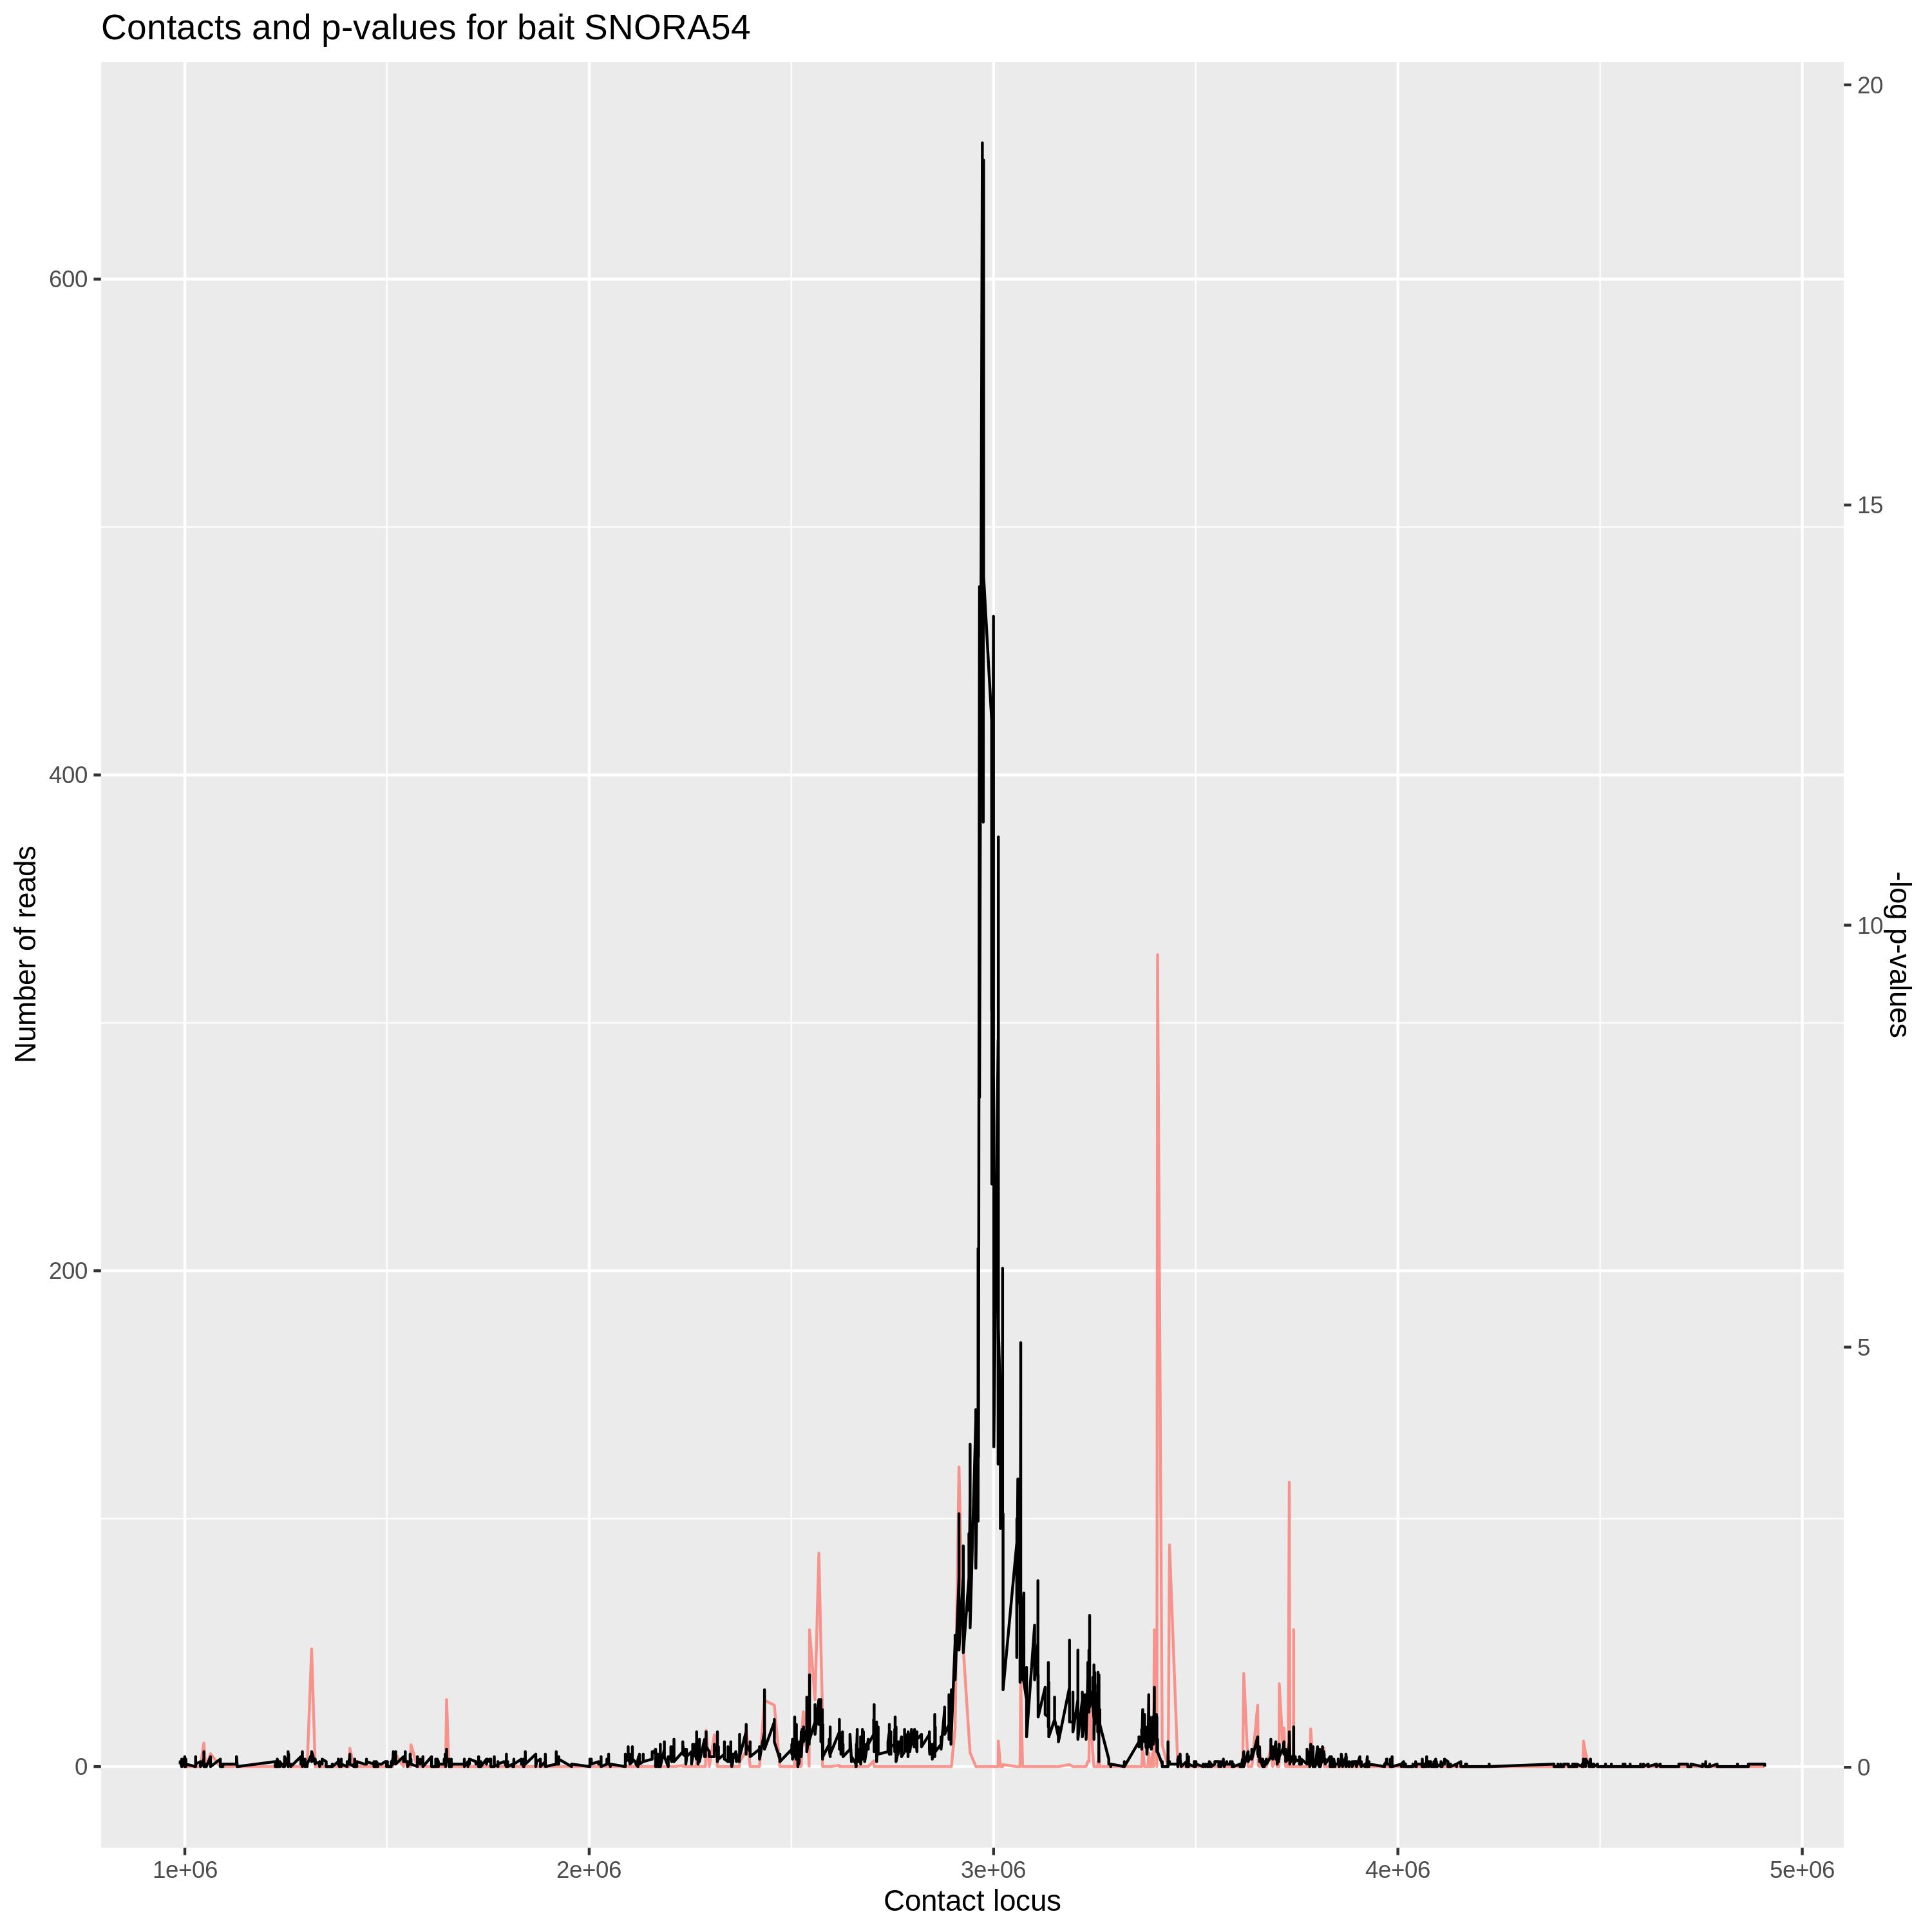 Contacts and p-values for bait SNORA54
Number of reads
600
400
200
0
20
15
10
5
0
-log p-values
1e+06
2e+06
3e+06
4e+06
5e+06
Contact locus